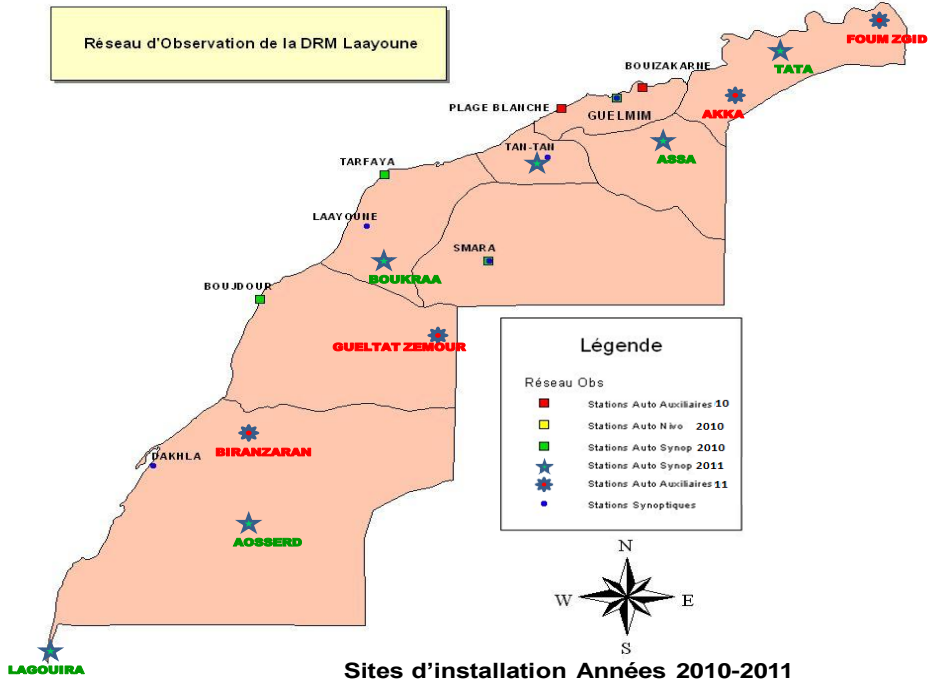 Réseau d'Observation de la DRM Laayoune
FOUM ZGID
TATA
BOUIZAKARNE
AKKA
PLAGE BLANCHE
GUELMIM
TAN-TAN
ASSA
TARFAYA
LAAYOUNE
SMARA
BOUKRAA
BOUJDOUR
GUELTAT ZEMOUR
BIRANZARAN
DAKHLA
AOSSERD
LAGOUIRA
Légende
Réseau Obs
Stations Auto Auxiliaires 10
Stations Auto Nivo 2010
Stations Auto Synop 2010
Stations Auto Synop 2011
Stations Auto Auxiliaires 11
Stations Synoptiques
N
W E
S
Sites d'installation Années 2010-2011